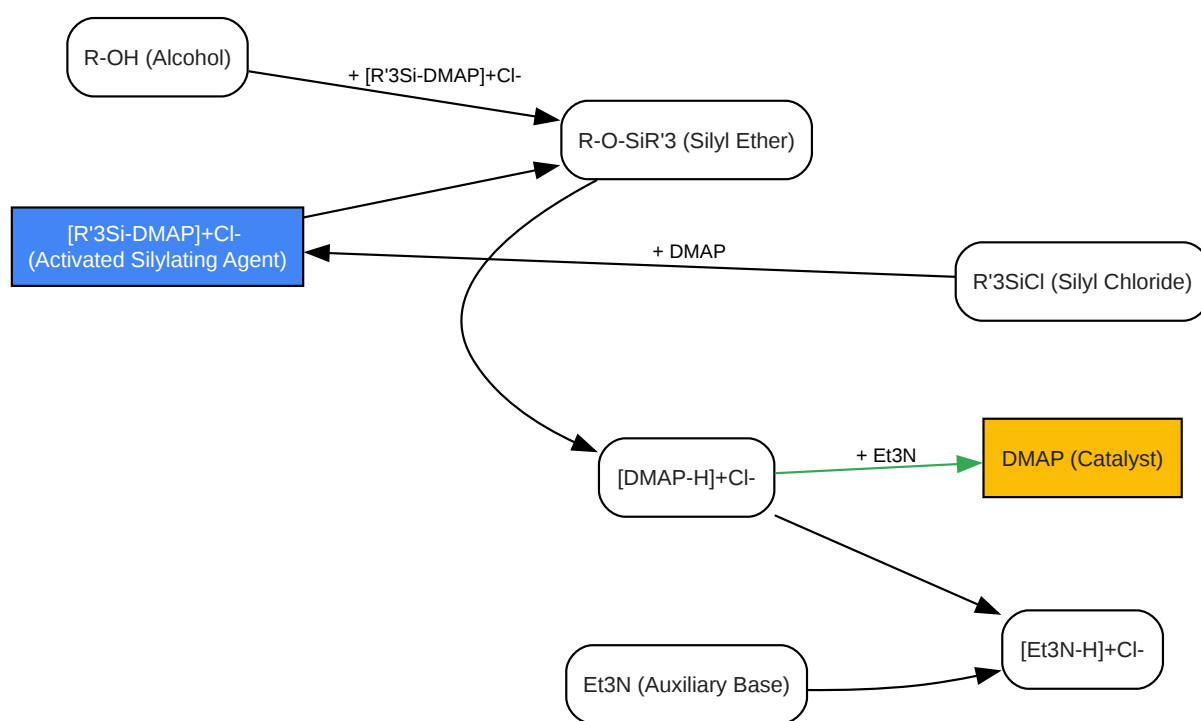 R-OH (Alcohol)
+ [R'3Si-DMAP]+Cl-
R-O-SiR'3 (Silyl Ether)
[R'3Si-DMAP]+Cl-
(Activated Silylating Agent)
+ DMAP
R'3SiCl (Silyl Chloride)
+ Et3N
DMAP (Catalyst)
[DMAP-H]+Cl-
[Et3N-H]+Cl-
Et3N (Auxiliary Base)